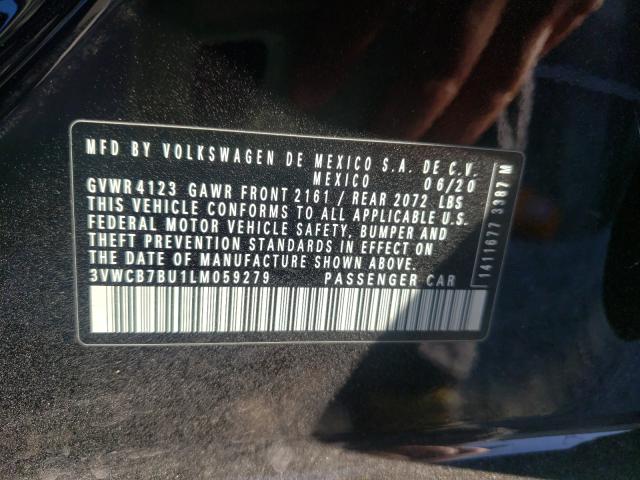 MFD BY VOLKSWAGEN DE MEXICO S.A. DE C.V.
MEXICO 06/20
GVWR 4123 GAWR FRONT 2161 / REAR 2072 LBS
THIS VEHICLE CONFORMS TO ALL APPLICABLE U.S.
FEDERAL MOTOR VEHICLE SAFETY, BUMPER AND
THEFT PREVENTION STANDARDS IN EFFECT ON
THE DATE OF MANUFACTURE SHOWN ABOVE.
3VWCB7BU1LM059279 PASSENGER CAR
1411677 3387 M